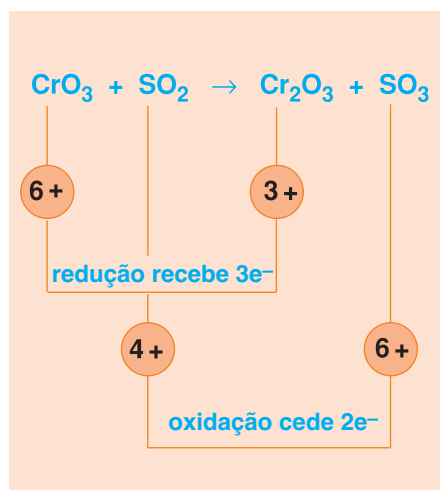 CrO₃ + SO₂ → Cr₂O₃ + SO₃
6+ 3+
redução recebe 3e⁻
4+ 6+
oxidação cede 2e⁻